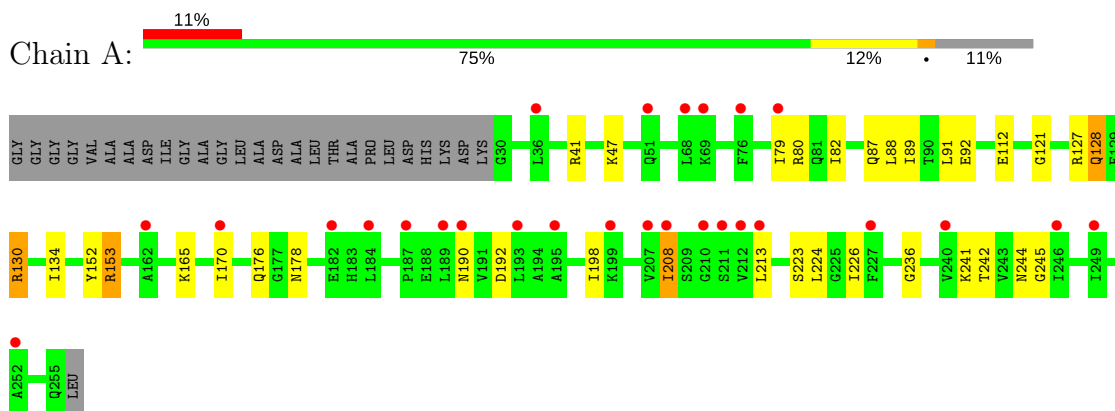 11%
Chain A:
75% 12% • 11%
GLY GLY GLY GLY VAL ALA ALA ASP ILE GLY ALA GLY LEU ALA ASP ALA LEU THR ALA PRO LEU ASP HIS LYS ASP LYS G30 L36 R41 K47 Q51 L68 K69 F76 I79 R80 Q81 I82 Q87 L88 I89 T90 L91 E92 E112 G121 R127 Q128 E129
R130 I134 Y152 R153 A162 K165 I170 Q176 G177 N178 E182 H183 L184 P187 E188 L189 N190 V191 D192 L193 A194 A195 I198 K199 V207 I208 S209 G210 S211 V212 L213 S223 L224 G225 I226 F227 G236 V240 K241 T242 V243 N244 G245 I246 I249
A252 Q255 LEU